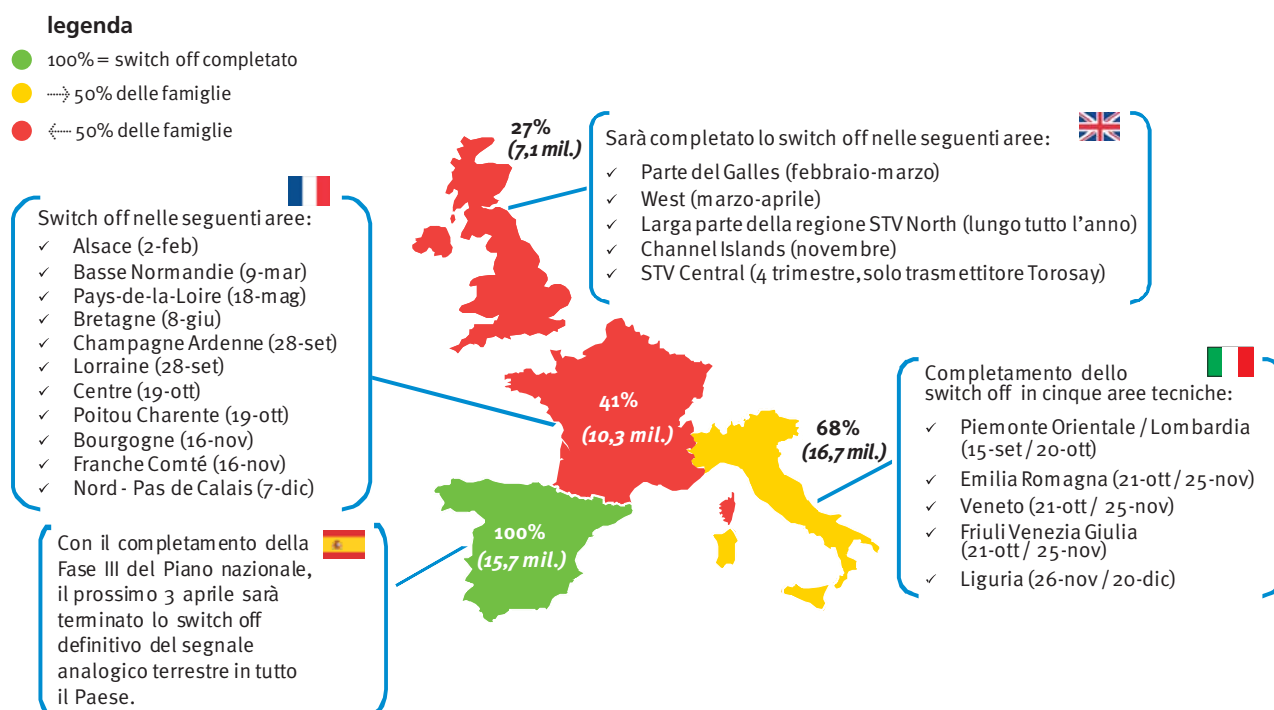 legenda
100% = switch off completato
50% delle famiglie
50% delle famiglie
27%
(7,1 mil.)
Sarà completato lo switch off nelle seguenti aree:
✓ Parte del Galles (febbraio-marzo)
✓ West (marzo-aprile)
✓ Larga parte della regione STV North (lungo tutto l'anno)
✓ Channel Islands (novembre)
✓ STV Central (4 trimestre, solo trasmettitore Torosay)
Switch off nelle seguenti aree:
✓ Alsace (2-feb)
✓ Basse Normandie (9-mar)
✓ Pays-de-la-Loire (18-mag)
✓ Bretagne (8-giu)
✓ Champagne Ardenne (28-set)
✓ Lorraine (28-set)
✓ Centre (19-ott)
✓ Poitou Charente (19-ott)
✓ Bourgogne (16-nov)
✓ Franche Comté (16-nov)
✓ Nord - Pas de Calais (7-dic)
41%
(10,3 mil.)
68%
(16,7 mil.)
Completamento dello
switch off in cinque aree tecniche:
✓ Piemonte Orientale / Lombardia
(15-set / 20-ott)
✓ Emilia Romagna (21-ott / 25-nov)
✓ Veneto (21-ott / 25-nov)
✓ Friuli Venezia Giulia
(21-ott / 25-nov)
✓ Liguria (26-nov / 20-dic)
100%
(15,7 mil.)
Con il completamento della
Fase III del Piano nazionale,
il prossimo 3 aprile sarà
terminato lo switch off
definitivo del segnale
analogico terrestre in tutto
il Paese.